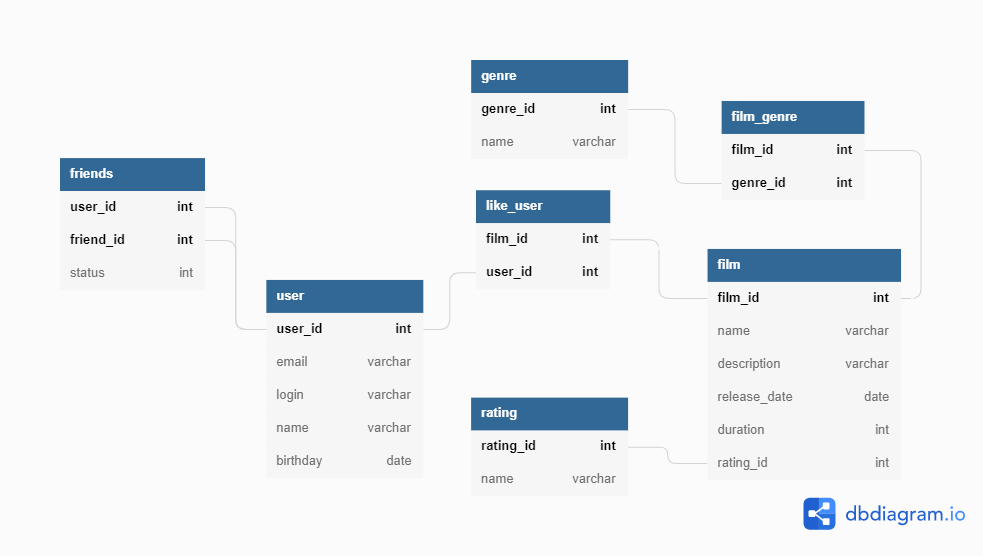 friends
user_id int
friend_id int
status int
user
user_id int
email varchar
login varchar
name varchar
birthday date
genre
genre_id int
name varchar
like_user
film_id int
user_id int
rating
rating_id int
name varchar
film_genre
film_id int
genre_id int
film
film_id int
name varchar
description varchar
release_date date
duration int
rating_id int
dbdiagram.io